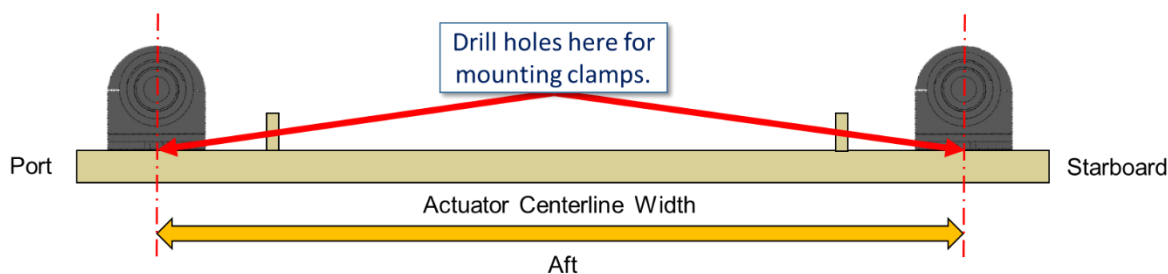 Drill holes here for
mounting clamps.
Port
Starboard
Actuator Centerline Width
Aft